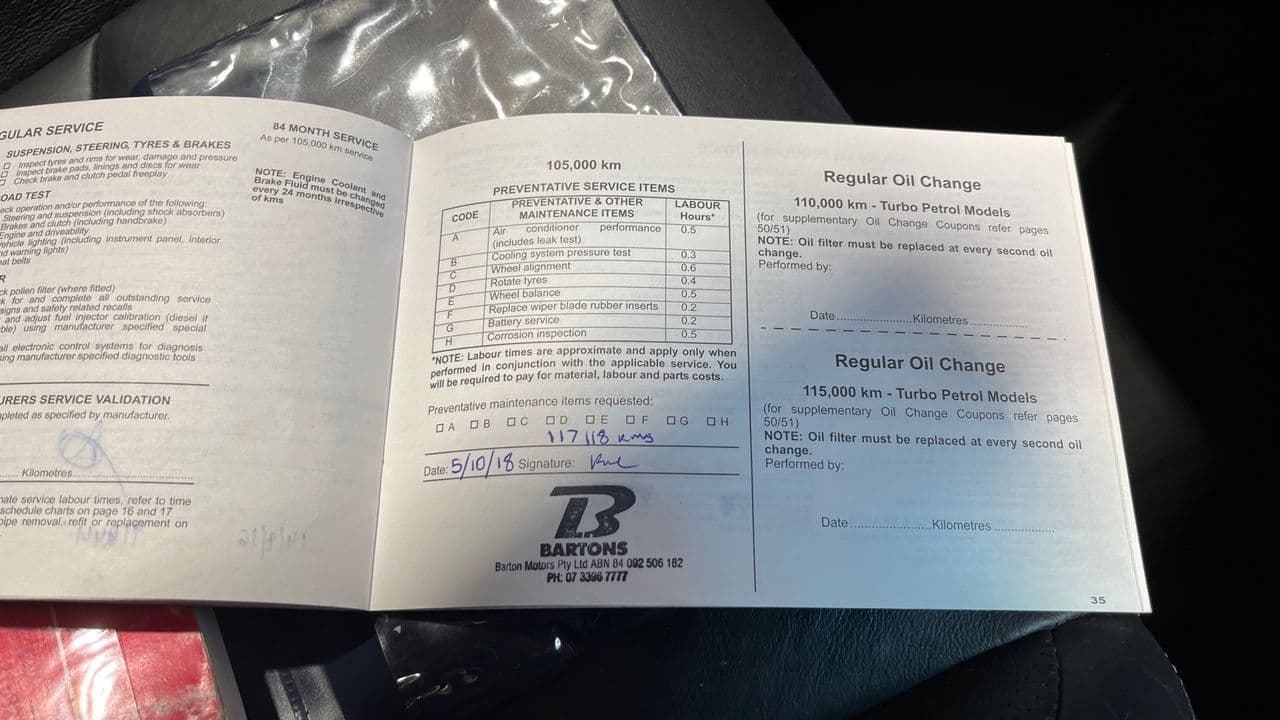 GULAR SERVICE
SUSPENSION, STEERING, TYRES & BRAKES
☐ Inspect tyres and rims for wear, damage and pressure
☐ Inspect brake pads, linings and discs for wear
☐ Check brake and clutch pedal freeplay
OAD TEST
eck operation and/or performance of the following:
Steering and suspension (including shock absorbers)
Brakes and clutch (including handbrake)
Engine and driveability
ehicle lighting (including instrument panel, interior
nd warning lights)
eat belts
R
ck pollen filter (where fitted)
k for and complete all outstanding service
aigns and safety related recalls
and adjust fuel injector calibration (diesel if
ble) using manufacturer specified special
all electronic control systems for diagnosis
sing manufacturer specified diagnostic tools
URERS SERVICE VALIDATION
pleted as specified by manufacturer.
Kilometres
nate service labour times, refer to time
schedule charts on page 16 and 17
pipe removal, refit or replacement on
84 MONTH SERVICE
As per 105,000 km service
NOTE: Engine Coolant and
Brake Fluid must be changed
every 24 months irrespective
of kms
105,000 km
PREVENTATIVE SERVICE ITEMS
CODE PREVENTATIVE & OTHER MAINTENANCE ITEMS LABOUR Hours*
A Air conditioner performance (includes leak test) 0.5
B Cooling system pressure test 0.3
C Wheel alignment 0.6
D Rotate tyres 0.4
E Wheel balance 0.5
F Replace wiper blade rubber inserts 0.2
G Battery service 0.2
H Corrosion inspection 0.5
*NOTE: Labour times are approximate and apply only when
performed in conjunction with the applicable service. You
will be required to pay for material, labour and parts costs.
Preventative maintenance items requested:
☐ A ☐ B ☐ C ☐ D ☐ E ☐ F ☐ G ☐ H
117118 kms
Date: 5/10/18 Signature:
B
BARTONS
Barton Motors Pty Ltd ABN 84 092 506 182
PH: 07 3396 7777
Regular Oil Change
110,000 km - Turbo Petrol Models
(for supplementary Oil Change Coupons refer pages
50/51)
NOTE: Oil filter must be replaced at every second oil
change.
Performed by:
Date......................Kilometres ................
Regular Oil Change
115,000 km - Turbo Petrol Models
(for supplementary Oil Change Coupons refer pages
50/51)
NOTE: Oil filter must be replaced at every second oil
change.
Performed by:
Date......................Kilometres ................
35